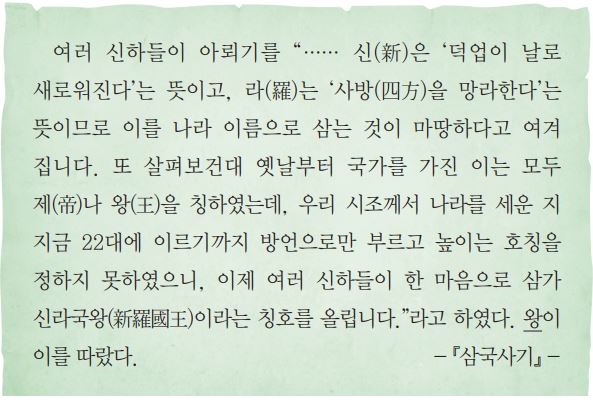 여러 신하들이 아뢰기를 “…… 신(新)은 ‘덕업이 날로
새로워진다’는 뜻이고, 라(羅)는 ‘사방(四方)을 망라한다’는
뜻이므로 이를 나라 이름으로 삼는 것이 마땅하다고 여겨
집니다. 또 살펴보건대 옛날부터 국가를 가진 이는 모두
제(帝)나 왕(王)을 칭하였는데, 우리 시조께서 나라를 세운 지
지금 22대에 이르기까지 방언으로만 부르고 높이는 호칭을
정하지 못하였으니, 이제 여러 신하들이 한 마음으로 삼가
신라국왕(新羅國王)이라는 칭호를 올립니다.”라고 하였다. 왕이
이를 따랐다. – 『삼국사기』 –